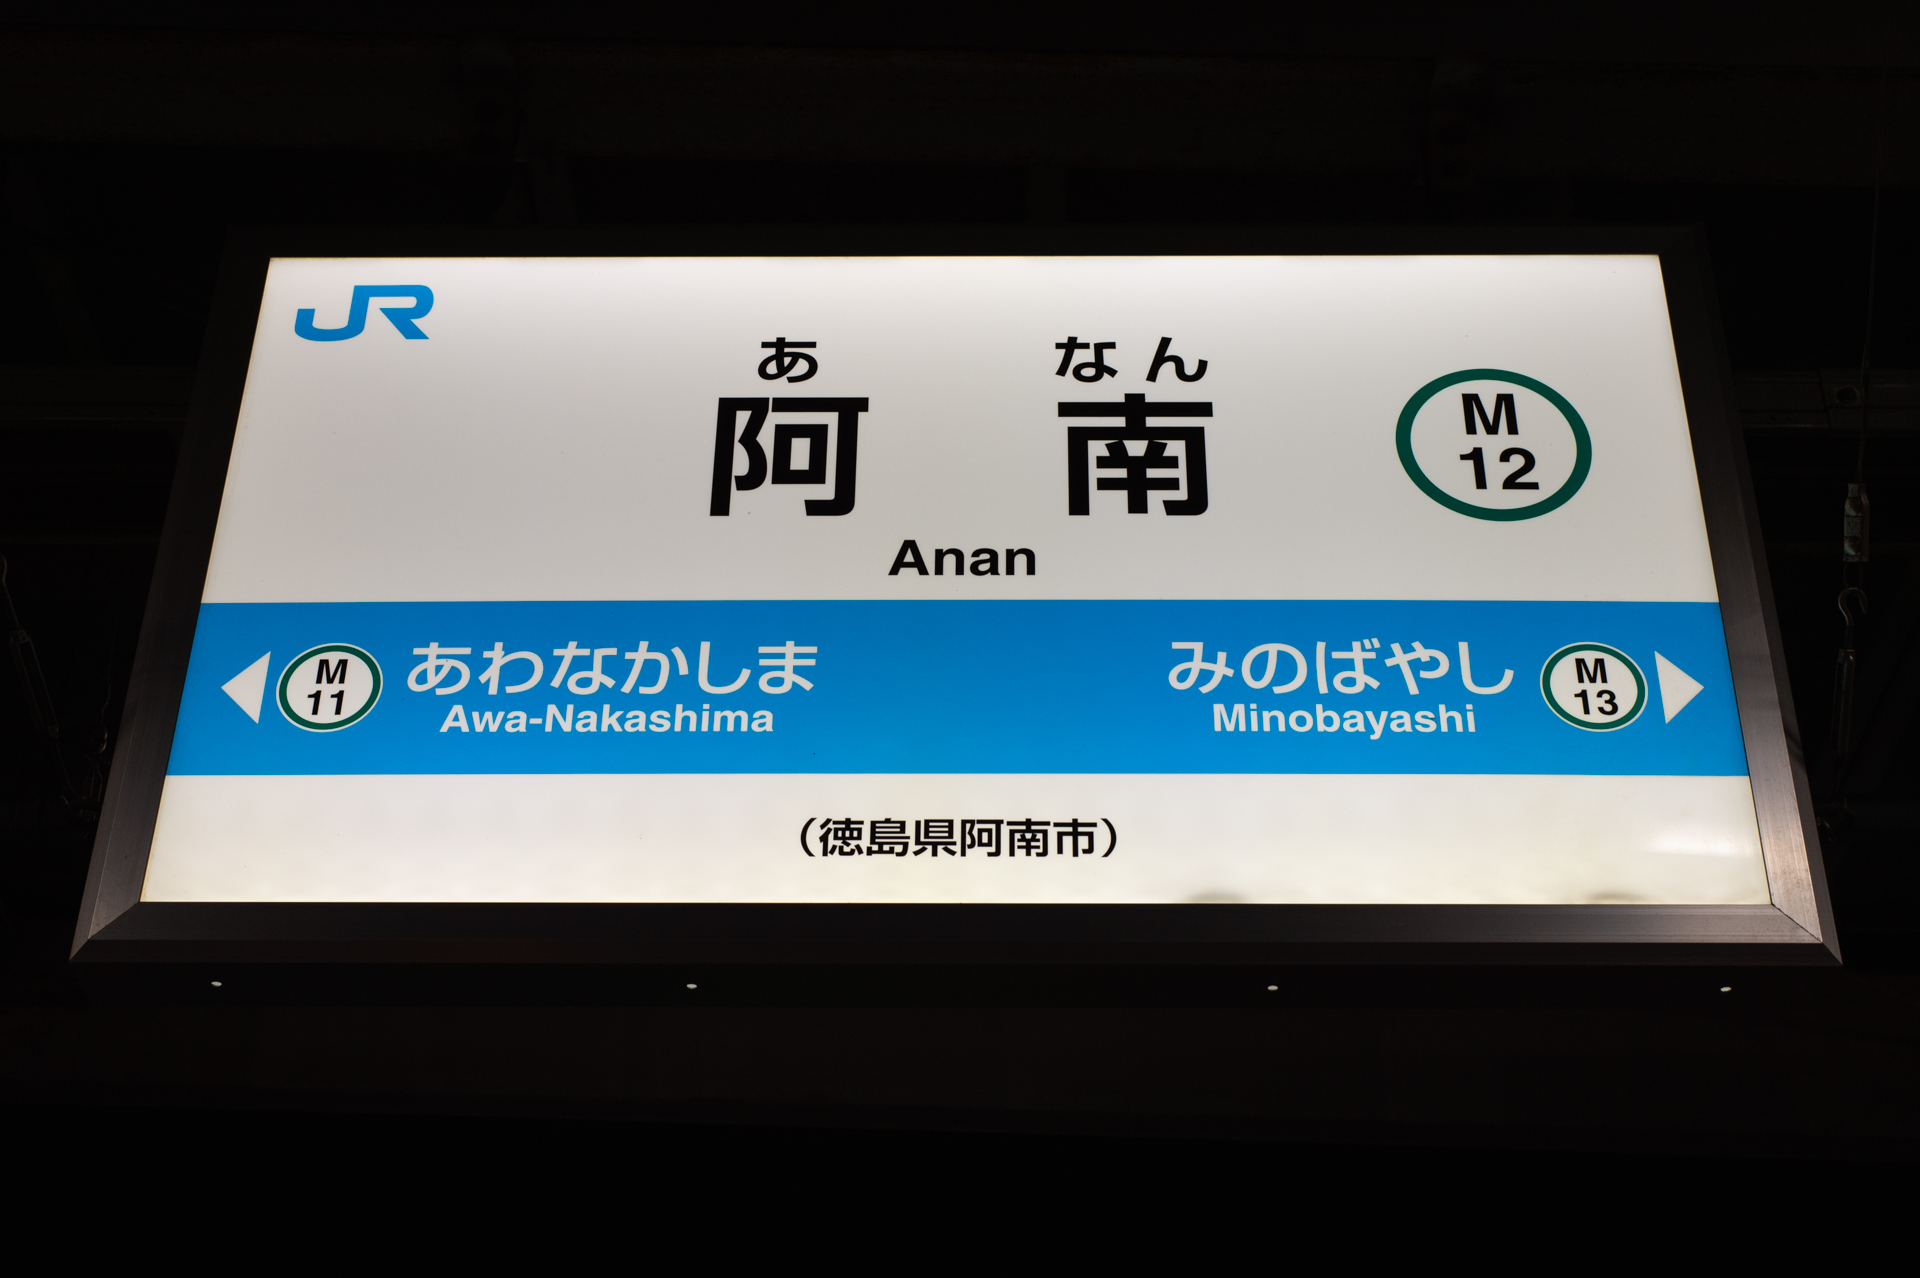 JR
あ なん
阿 南
M
12
Anan
M
11
あわなかしま
Awa-Nakashima
みのばやし
Minobayashi
M
13
（徳島県阿南市）